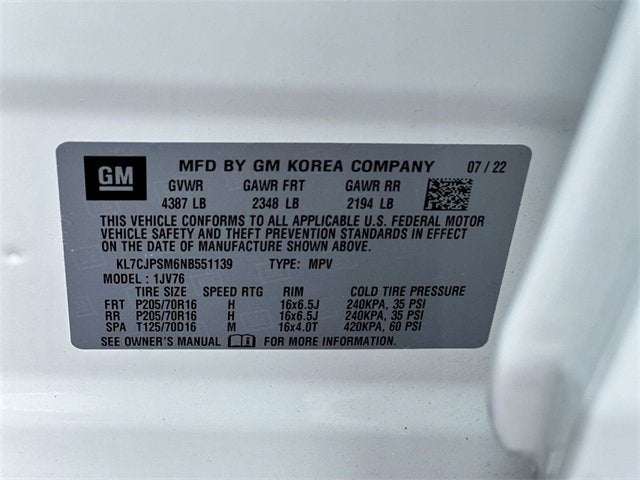 GM MFD BY GM KOREA COMPANY 07 / 22
GVWR GAWR FRT GAWR RR
4387 LB 2348 LB 2194 LB
THIS VEHICLE CONFORMS TO ALL APPLICABLE U.S. FEDERAL MOTOR
VEHICLE SAFETY AND THEFT PREVENTION STANDARDS IN EFFECT
ON THE DATE OF MANUFACTURE SHOWN ABOVE.
KL7CJPSM6NB551139 TYPE: MPV
MODEL : 1JV76
TIRE SIZE SPEED RTG RIM COLD TIRE PRESSURE
FRT P205/70R16 H 16x6.5J 240KPA, 35 PSI
RR P205/70R16 H 16x6.5J 240KPA, 35 PSI
SPA T125/70D16 M 16x4.0T 420KPA, 60 PSI
SEE OWNER'S MANUAL FOR MORE INFORMATION.